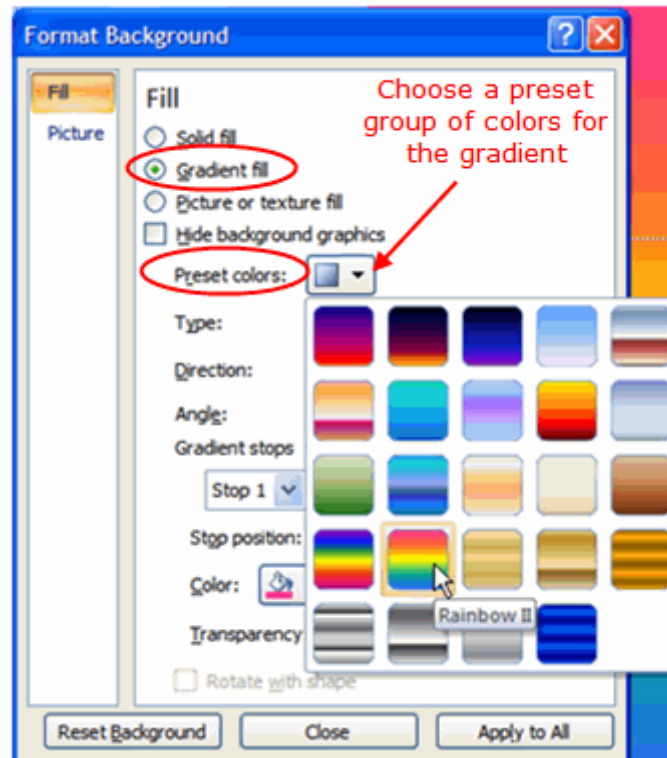 Format Background
?
Fill
Picture
Fill
Choose a preset
group of colors for
the gradient
Solid fill
Gradient fill
Picture or texture fill
Hide background graphics
Preset colors:
Type:
Direction:
Angle:
Gradient stops
Stop 1
Stop position:
Color:
Rainbow II
Transparency
Rotate with shape
Reset Background
Close
Apply to All